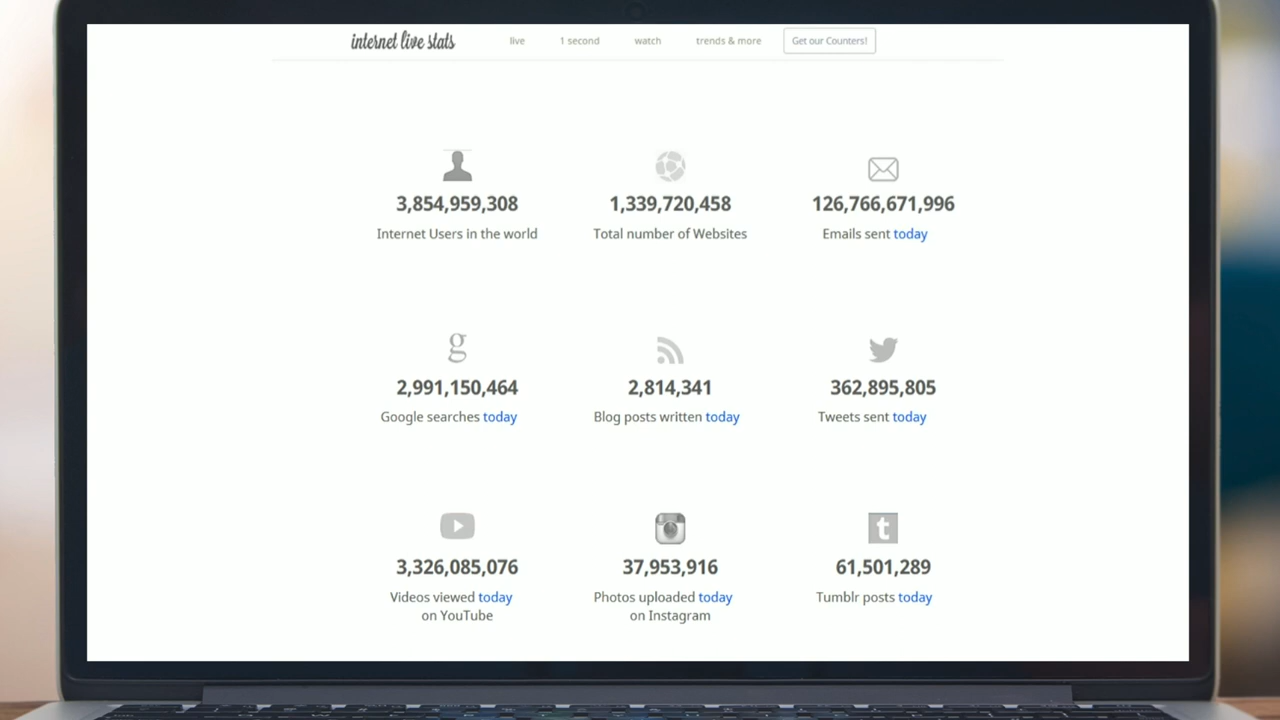 internet live stats live 1 second watch trends & more Get our Counters!
3,854,959,308 1,339,720,458 126,766,671,996
Internet Users in the world Total number of Websites Emails sent today
g
2,991,150,464 2,814,341 362,895,805
Google searches today Blog posts written today Tweets sent today
t
3,326,085,076 37,953,916 61,501,289
Videos viewed today Photos uploaded today Tumblr posts today
on YouTube on Instagram